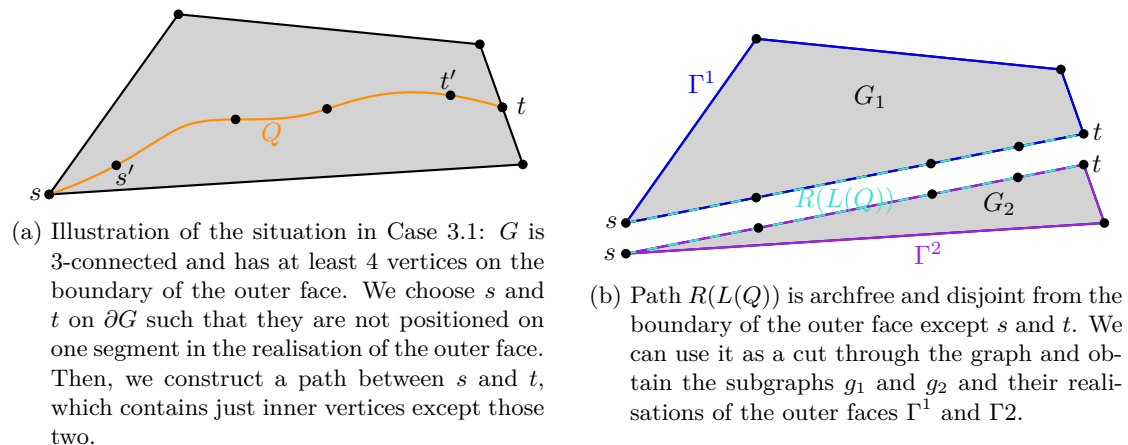 t'
t
Q
s'
s
(a) Illustration of the situation in Case 3.1: G is
3-connected and has at least 4 vertices on the
boundary of the outer face. We choose s and
t on ∂G such that they are not positioned on
one segment in the realisation of the outer face.
Then, we construct a path between s and t,
which contains just inner vertices except those
two.
Γ¹
G₁
t
t
R(L(Q))
G₂
s
s
Γ²
(b) Path R(L(Q)) is archfree and disjoint from the
boundary of the outer face except s and t. We
can use it as a cut through the graph and ob-
tain the subgraphs g₁ and g₂ and their reali-
sations of the outer faces Γ¹ and Γ2.